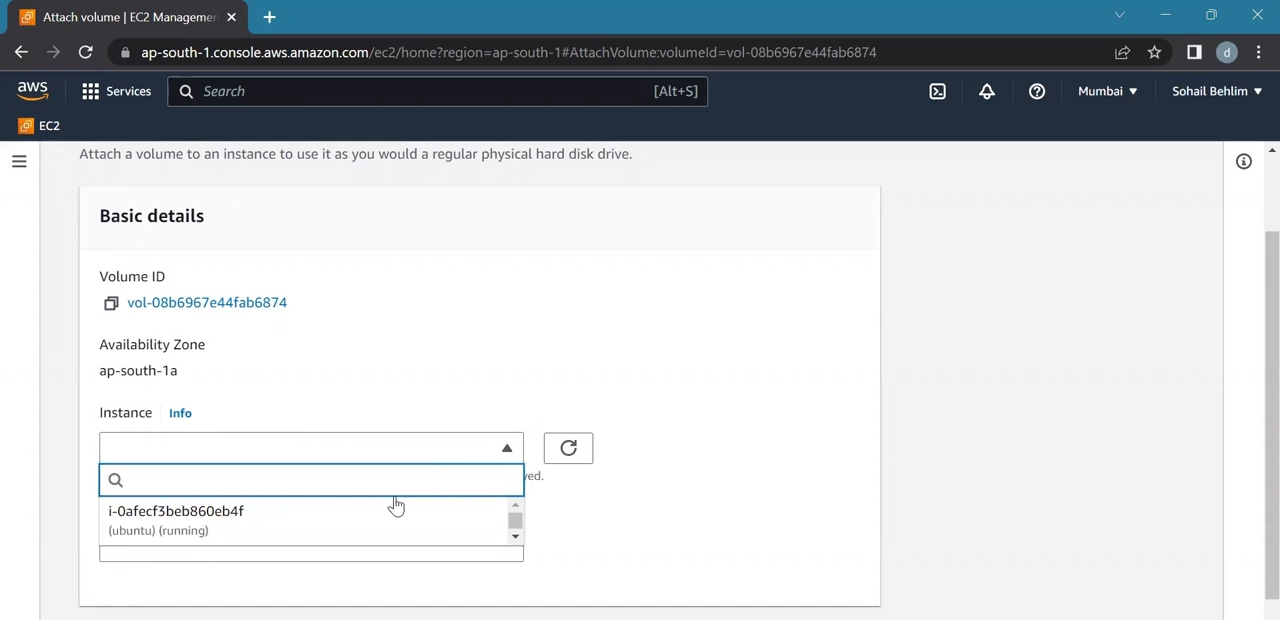 Attach volume | EC2 Managemen
ap-south-1.console.aws.amazon.com/ec2/home?region=ap-south-1#AttachVolume:volumeId=vol-08b6967e44fab6874
d
aws
Services
Search
[Alt+S]
Mumbai
Sohail Behlim
EC2
Attach a volume to an instance to use it as you would a regular physical hard disk drive.
Basic details
Volume ID
vol-08b6967e44fab6874
Availability Zone
ap-south-1a
Instance
Info
ved.
i-0afecf3beb860eb4f
(ubuntu) (running)